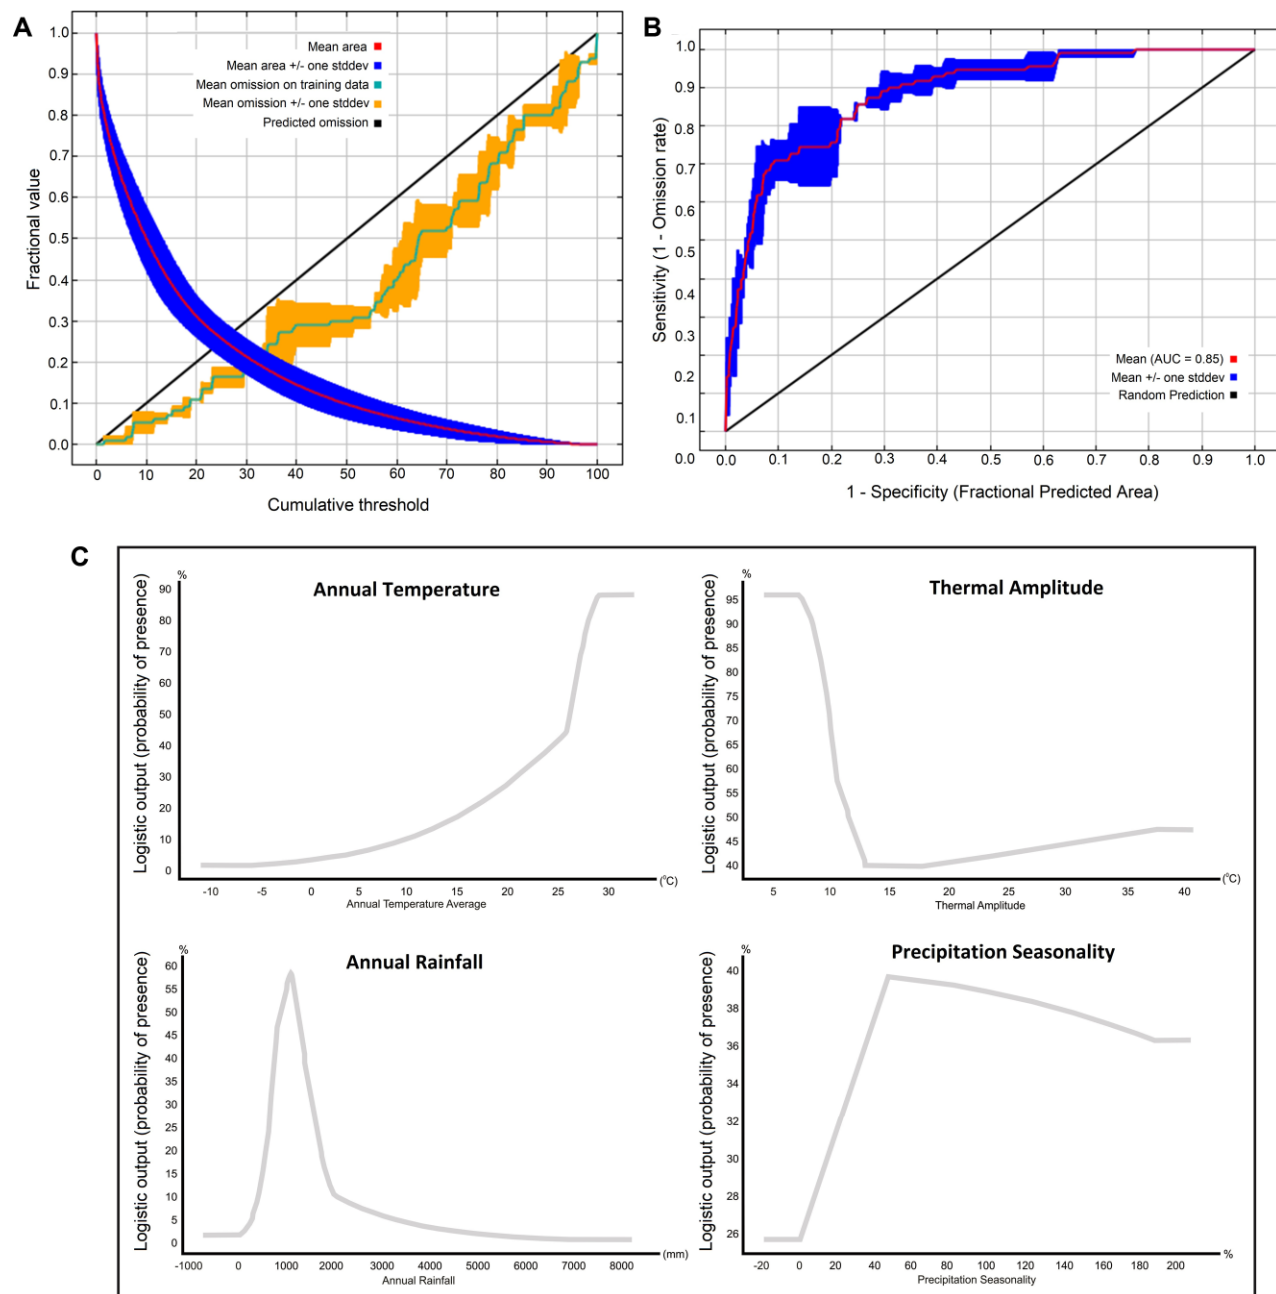 A
1.0
0.9
0.8
0.7
0.6
0.5
0.4
0.3
0.2
0.1
0.0
Fractional value
Mean area
Mean area +/- one stddev
Mean omission on training data
Mean omission +/- one stddev
Predicted omission
0 10 20 30 40 50 60 70 80 90 100
Cumulative threshold
B
1.0
0.9
0.8
0.7
0.6
0.5
0.4
0.3
0.2
0.1
0.0
Sensitivity (1 - Omission rate)
Mean (AUC = 0.85)
Mean +/- one stddev
Random Prediction
0.0 0.1 0.2 0.3 0.4 0.5 0.6 0.7 0.8 0.9 1.0
1 - Specificity (Fractional Predicted Area)
C
Annual Temperature
%
Logistic output (probability of presence)
90
80
70
60
50
40
30
20
10
0
-10 -5 0 5 10 15 20 25 30 (°C)
Annual Temperature Average
Thermal Amplitude
%
Logistic output (probability of presence)
95
90
85
80
75
70
65
60
55
50
45
40
5 10 15 20 25 30 35 40 (°C)
Thermal Amplitude
Annual Rainfall
%
Logistic output (probability of presence)
60
55
50
45
40
35
30
25
20
15
10
5
0
-1000 0 1000 2000 3000 4000 5000 6000 7000 8000 (mm)
Annual Rainfall
Precipitation Seasonality
%
Logistic output (probability of presence)
40
38
36
34
32
30
28
26
-20 0 20 40 60 80 100 120 140 160 180 200 %
Precipitation Seasonality